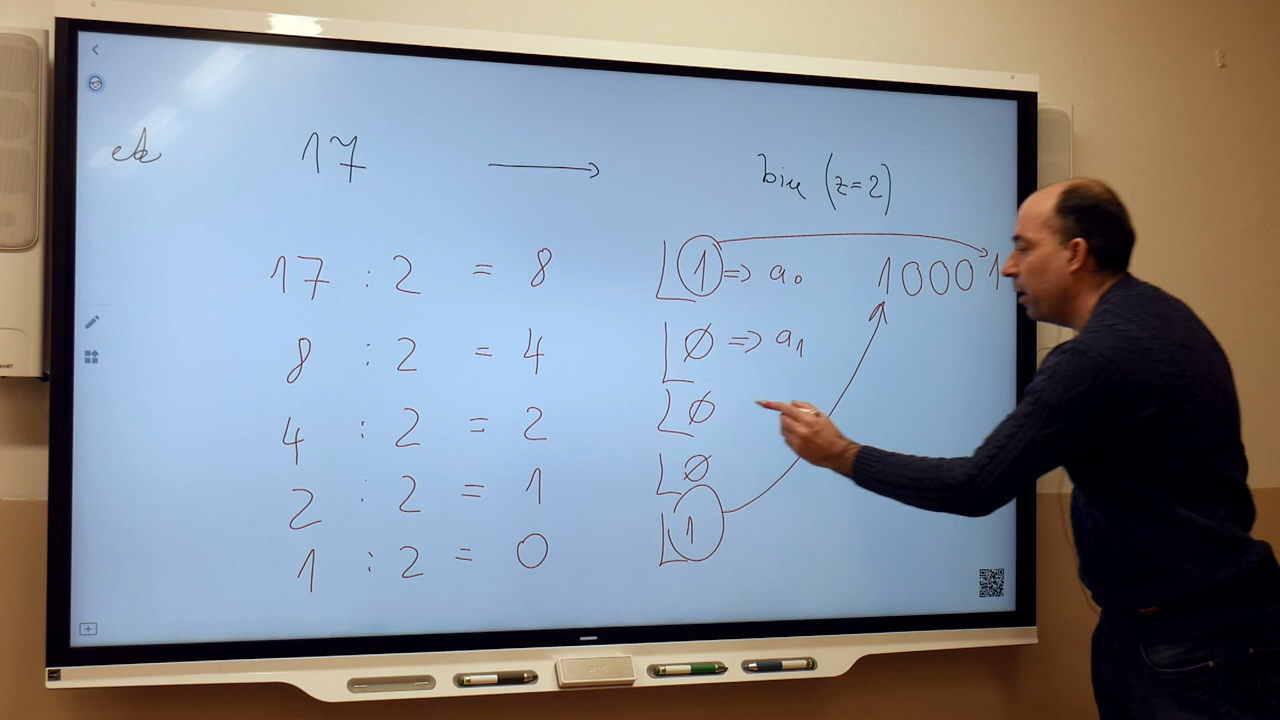 17 → bin (z=2)
17 : 2 = 8 ⌊1 => a₀ 10001
8 : 2 = 4 ⌊Ø => a₁
4 : 2 = 2 ⌊Ø
2 : 2 = 1 ⌊Ø
1 : 2 = 0 ⌊1